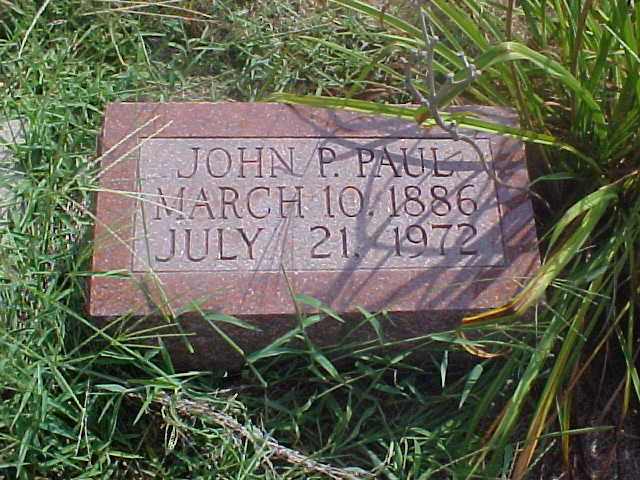 JOHN P. PAUL
MARCH 10. 1886
JULY 21. 1972